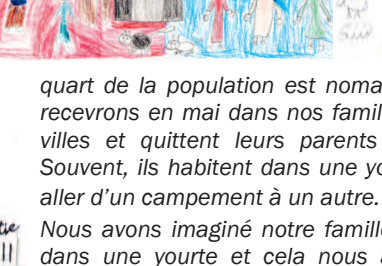 quart de la population est noma
recevrons en mai dans nos famil
villes et quittent leurs parents
Souvent, ils habitent dans une yo
aller d'un campement à un autre.
Nous avons imaginé notre famille
dans une yourte et cela nous a